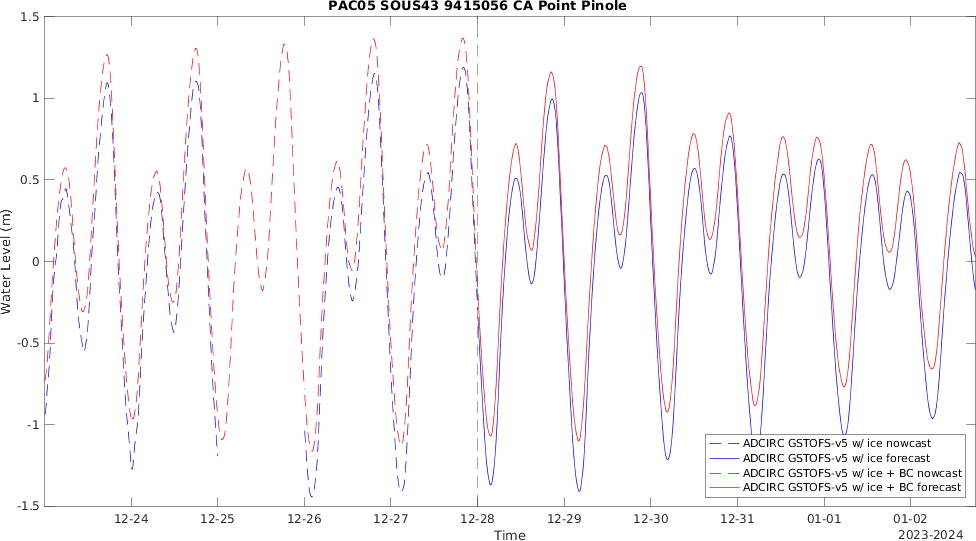 PAC05 SOUS43 9415056 CA Point Pinole
1.5
1
0.5
0
-0.5
-1
-1.5
Water Level (m)
12-24
12-25
12-26
12-27
12-28
12-29
12-30
12-31
01-01
01-02
Time
2023-2024
ADCIRC GSTOFS-v5 w/ ice nowcast
ADCIRC GSTOFS-v5 w/ ice forecast
ADCIRC GSTOFS-v5 w/ ice + BC nowcast
ADCIRC GSTOFS-v5 w/ ice + BC forecast